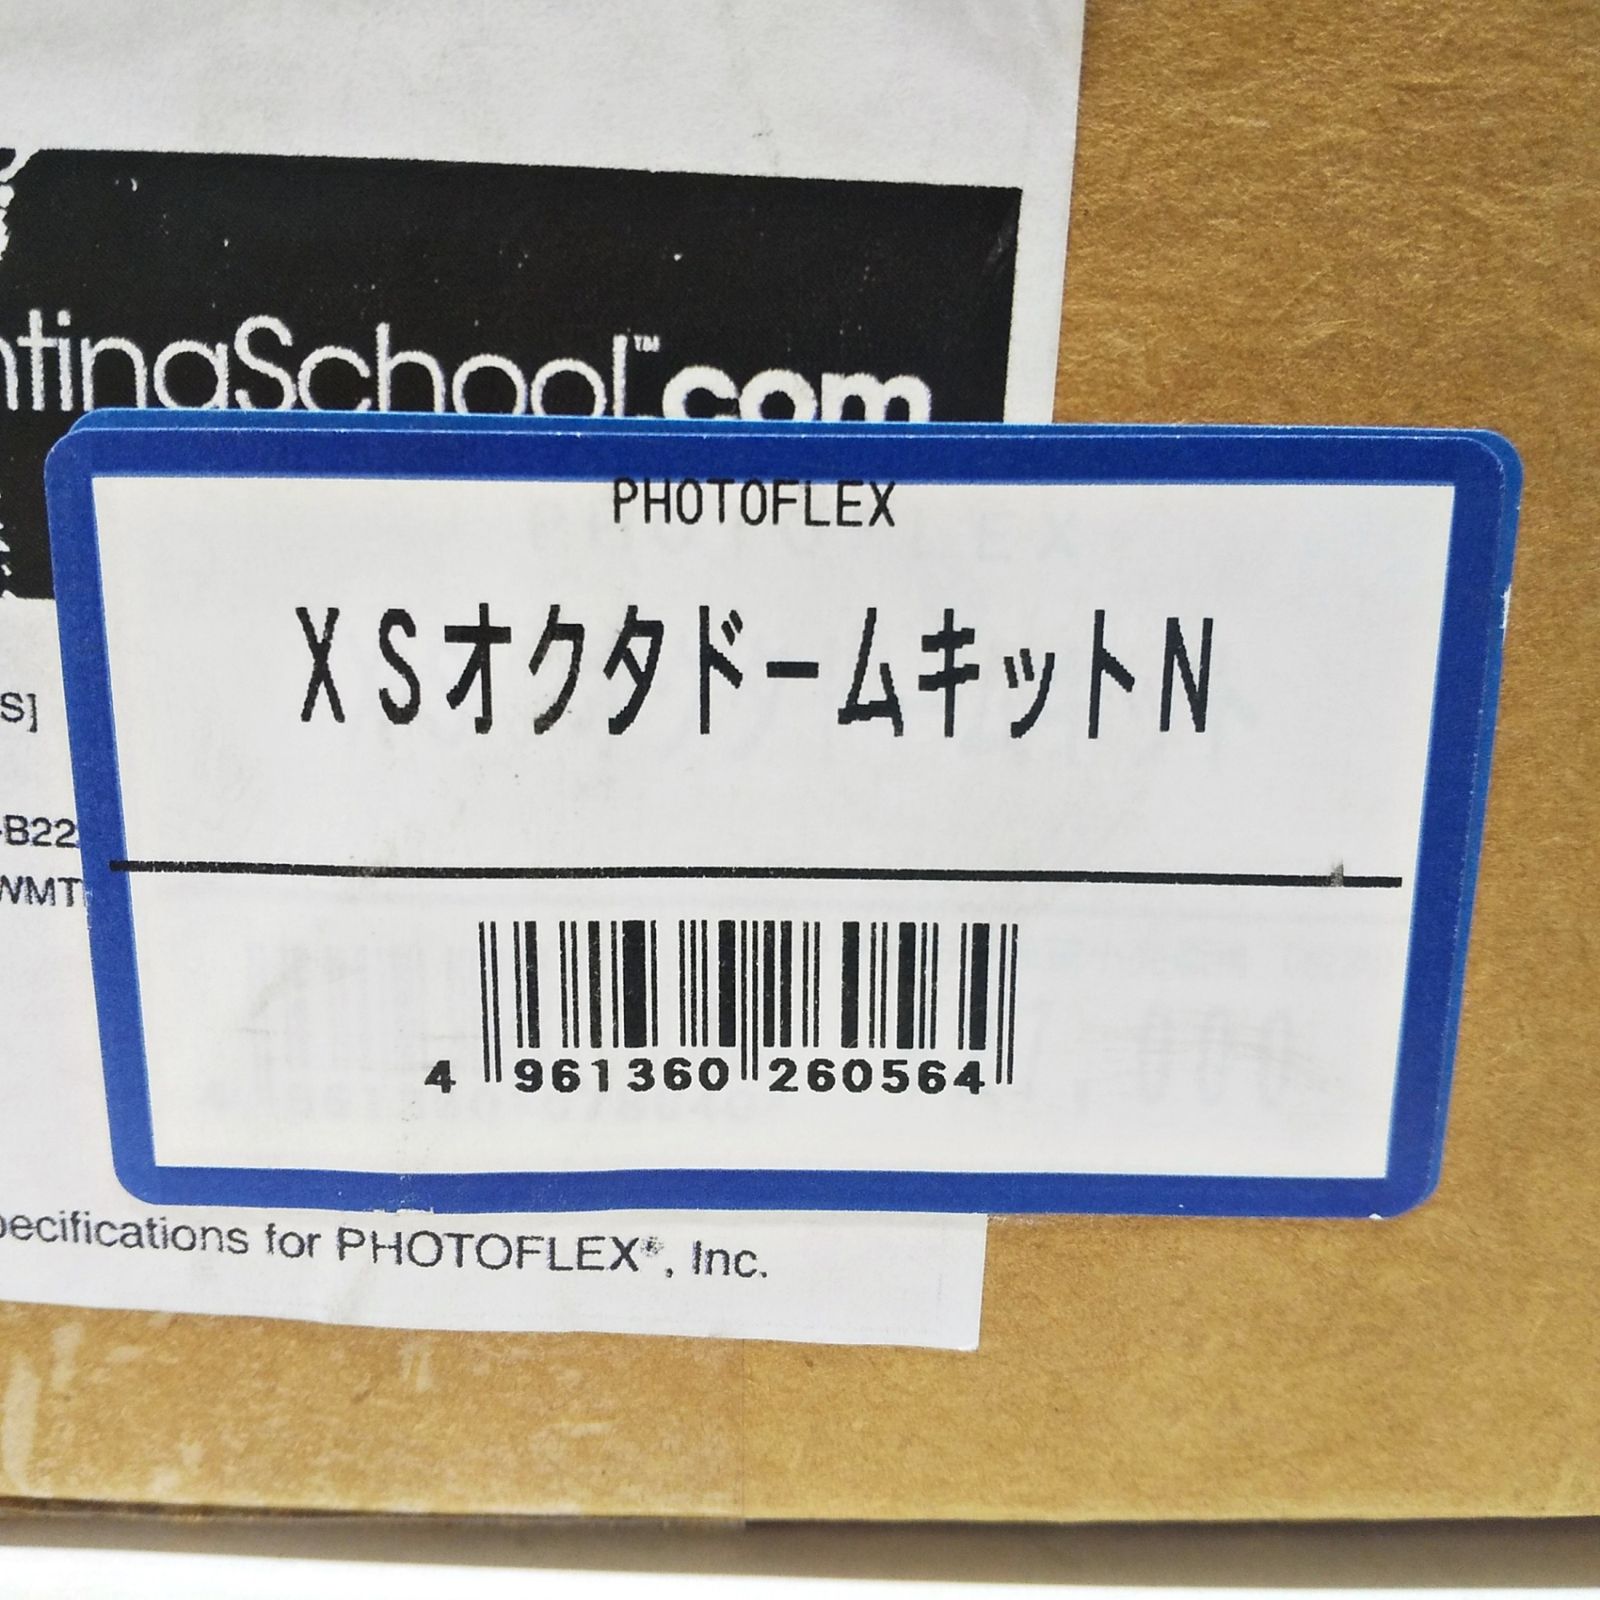 ntingSchool™.com
PHOTOFLEX
XSオクタドームキットN
S]
-B22
WMT
4 961360 260564
pecifications for PHOTOFLEX®, Inc.